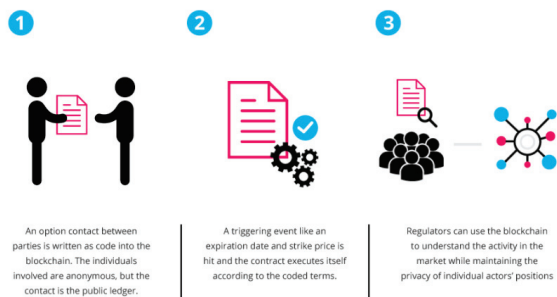 1
2
3
An option contact between
parties is written as code into the
blockchain. The individuals
involved are anonymous, but the
contact is the public ledger.
A triggering event like an
expiration date and strike price is
hit and the contract executes itself
according to the coded terms.
Regulators can use the blockchain
to understand the activity in the
market while maintaining the
privacy of individual actors' positions